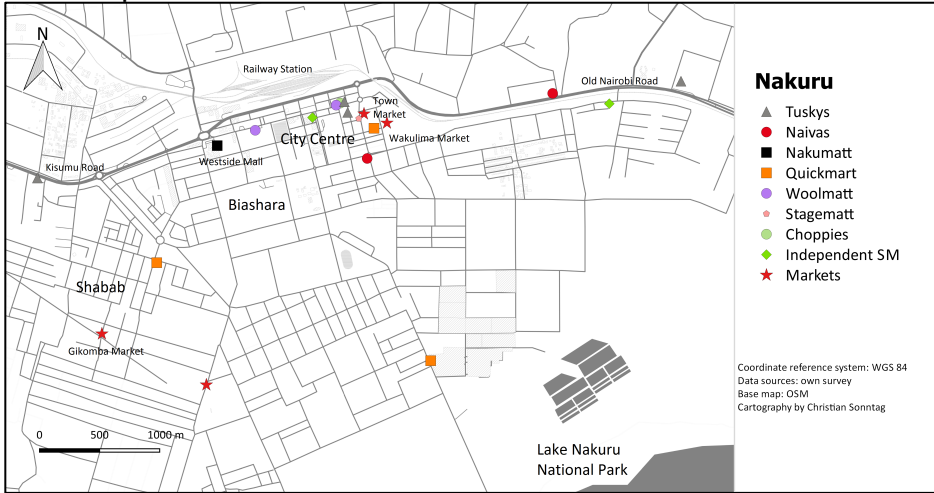 N
Railway Station
Old Nairobi Road
Town
Market
City Centre
Wakulima Market
Westside Mall
Kisumu Road
Biashara
Shabab
Gikomba Market
0 500 1000 m
Lake Nakuru
National Park
Nakuru
Tuskys
Naivas
Nakumatt
Quickmart
Woolmatt
Stagematt
Choppies
Independent SM
Markets
Coordinate reference system: WGS 84
Data sources: own survey
Base map: OSM
Cartography by Christian Sonntag